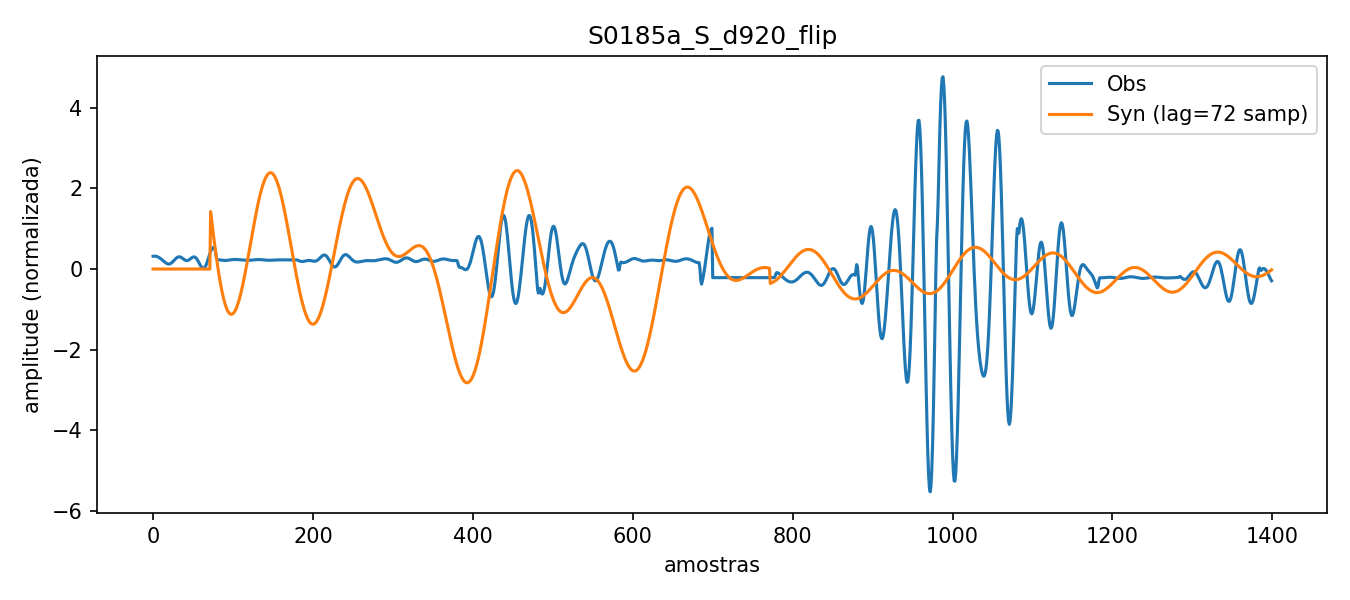 S0185a_S_d920_flip
Obs
Syn (lag=72 samp)
amplitude (normalizada)
4
2
0
−2
−4
−6
0 200 400 600 800 1000 1200 1400
amostras